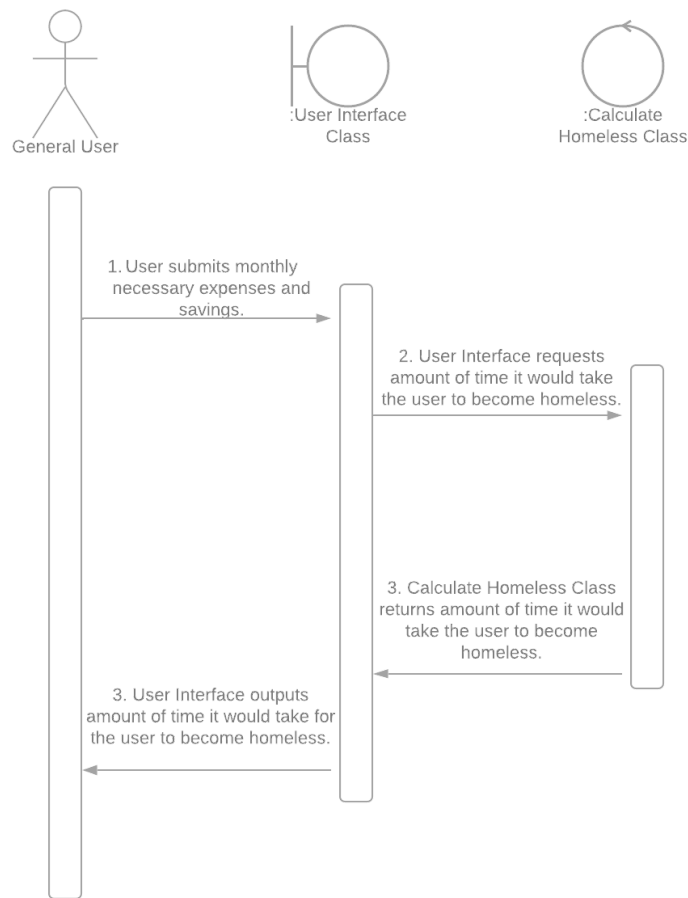 General User
:User Interface
Class
:Calculate
Homeless Class
1. User submits monthly
necessary expenses and
savings.
2. User Interface requests
amount of time it would take
the user to become homeless.
3. Calculate Homeless Class
returns amount of time it would
take the user to become
homeless.
3. User Interface outputs
amount of time it would take for
the user to become homeless.